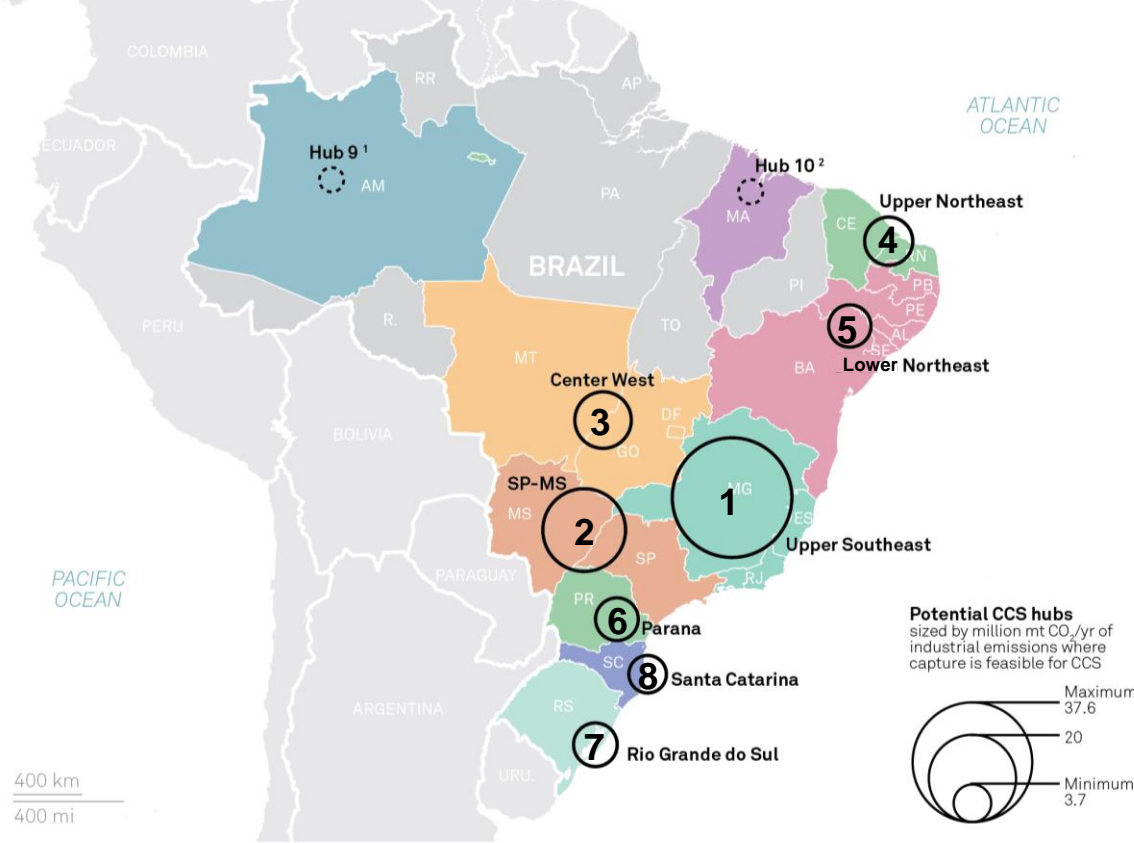 COLOMBIA
RR
AP
ATLANTIC
OCEAN
ECUADOR
Hub 9 ¹
AM
PA
Hub 10 ²
MA
Upper Northeast
CE
4
RN
BRAZIL
PI
PB
PERU
R.
TO
PE
5
AL
SE
MT
BA
Lower Northeast
Center West
3
DF
BOLIVIA
GO
SP-MS
MG
1
MS
2
ES
SP
Upper Southeast
PACIFIC
OCEAN
PARAGUAY
RJ
PR
6
Parana
SC
8
Santa Catarina
ARGENTINA
RS
7
Rio Grande do Sul
URU.
400 km
400 mi
Potential CCS hubs
sized by million mt CO₂/yr of
industrial emissions where
capture is feasible for CCS
Maximum
37.6
20
Minimum
3.7